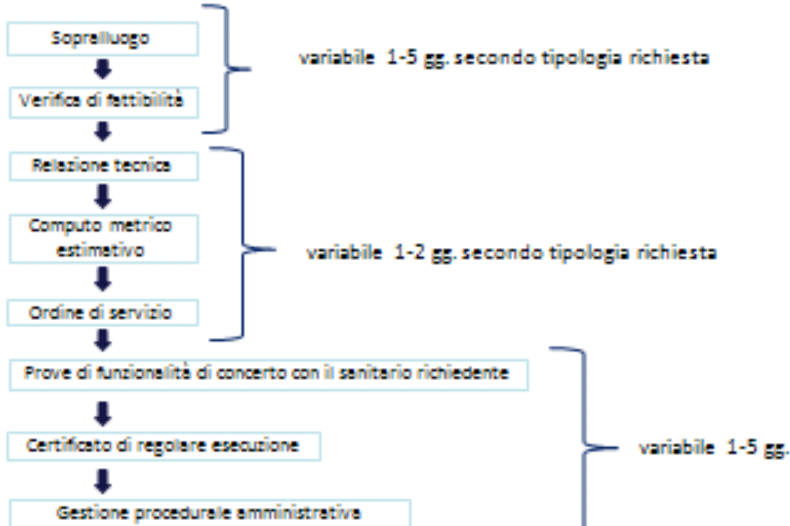 Sopralluogo
variabile 1-5 gg. secondo tipologia richiesta
Verifica di fattibilità
Relazione tecnica
Computo metrico
estimativo
variabile 1-2 gg. secondo tipologia richiesta
Ordine di servizio
Prove di funzionalità di concerto con il sanitario richiedente
Certificato di regolare esecuzione
variabile 1-5 gg.
Gestione procedurale amministrativa